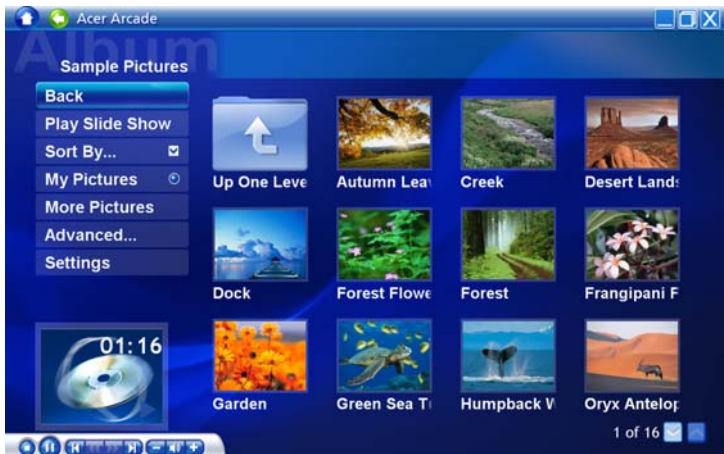 Acer Arcade
Album
Sample Pictures
Back
Play Slide Show
Sort By...
My Pictures
More Pictures
Advanced...
Settings
Up One Leve
Autumn Leav
Creek
Desert Lands
Dock
Forest Flowe
Forest
Frangipani F
Garden
Green Sea T
Humpback W
Oryx Antelop
01:16
1 of 16